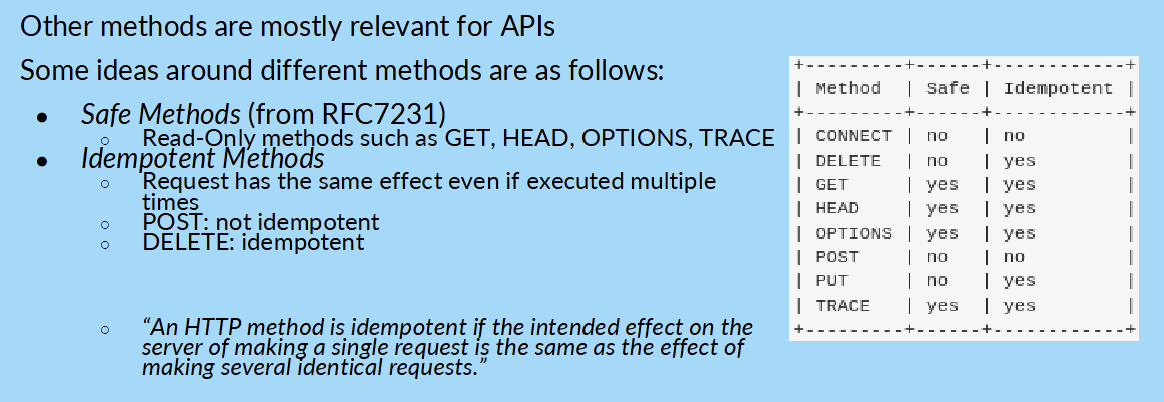 Other methods are mostly relevant for APIs
Some ideas around different methods are as follows:
● Safe Methods (from RFC7231)
○ Read-Only methods such as GET, HEAD, OPTIONS, TRACE
● Idempotent Methods
○ Request has the same effect even if executed multiple
times
○ POST: not idempotent
○ DELETE: idempotent
○ “An HTTP method is idempotent if the intended effect on the
server of making a single request is the same as the effect of
making several identical requests.”
+---------+------+------------+
| Method | Safe | Idempotent |
+---------+------+------------+
| CONNECT | no | no |
| DELETE | no | yes |
| GET | yes | yes |
| HEAD | yes | yes |
| OPTIONS | yes | yes |
| POST | no | no |
| PUT | no | yes |
| TRACE | yes | yes |
+---------+------+------------+